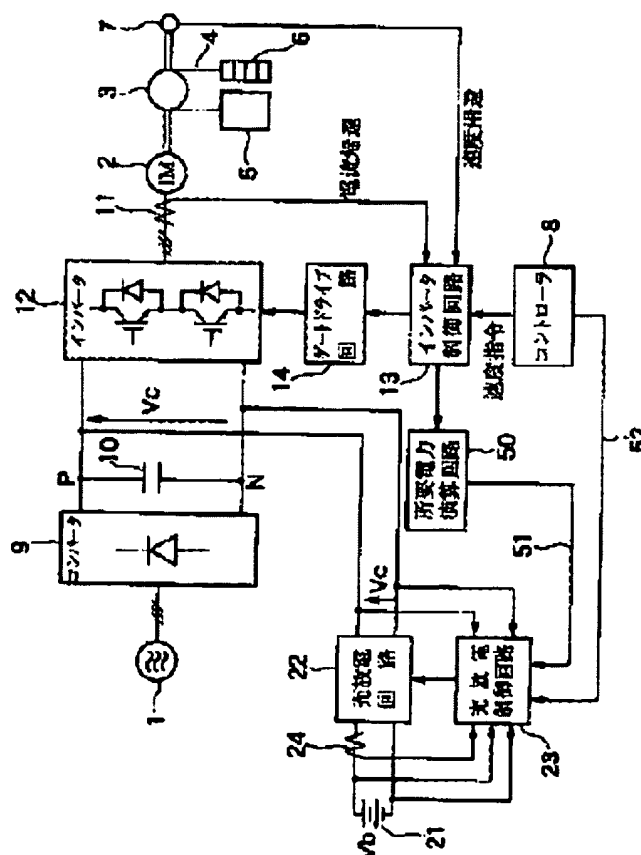 1
コンバータ
9
P
10
N
Vc
インバータ
12
11
IM
2
3
4
5
6
7
電流帰還
速度帰還
ゲートドライブ
回路
14
インバータ
制御回路
13
速度指令
コントローラ
8
所要電力
演算回路
50
51
52
Vc
充放電
回路
22
24
充放電
制御回路
23
Vb
21